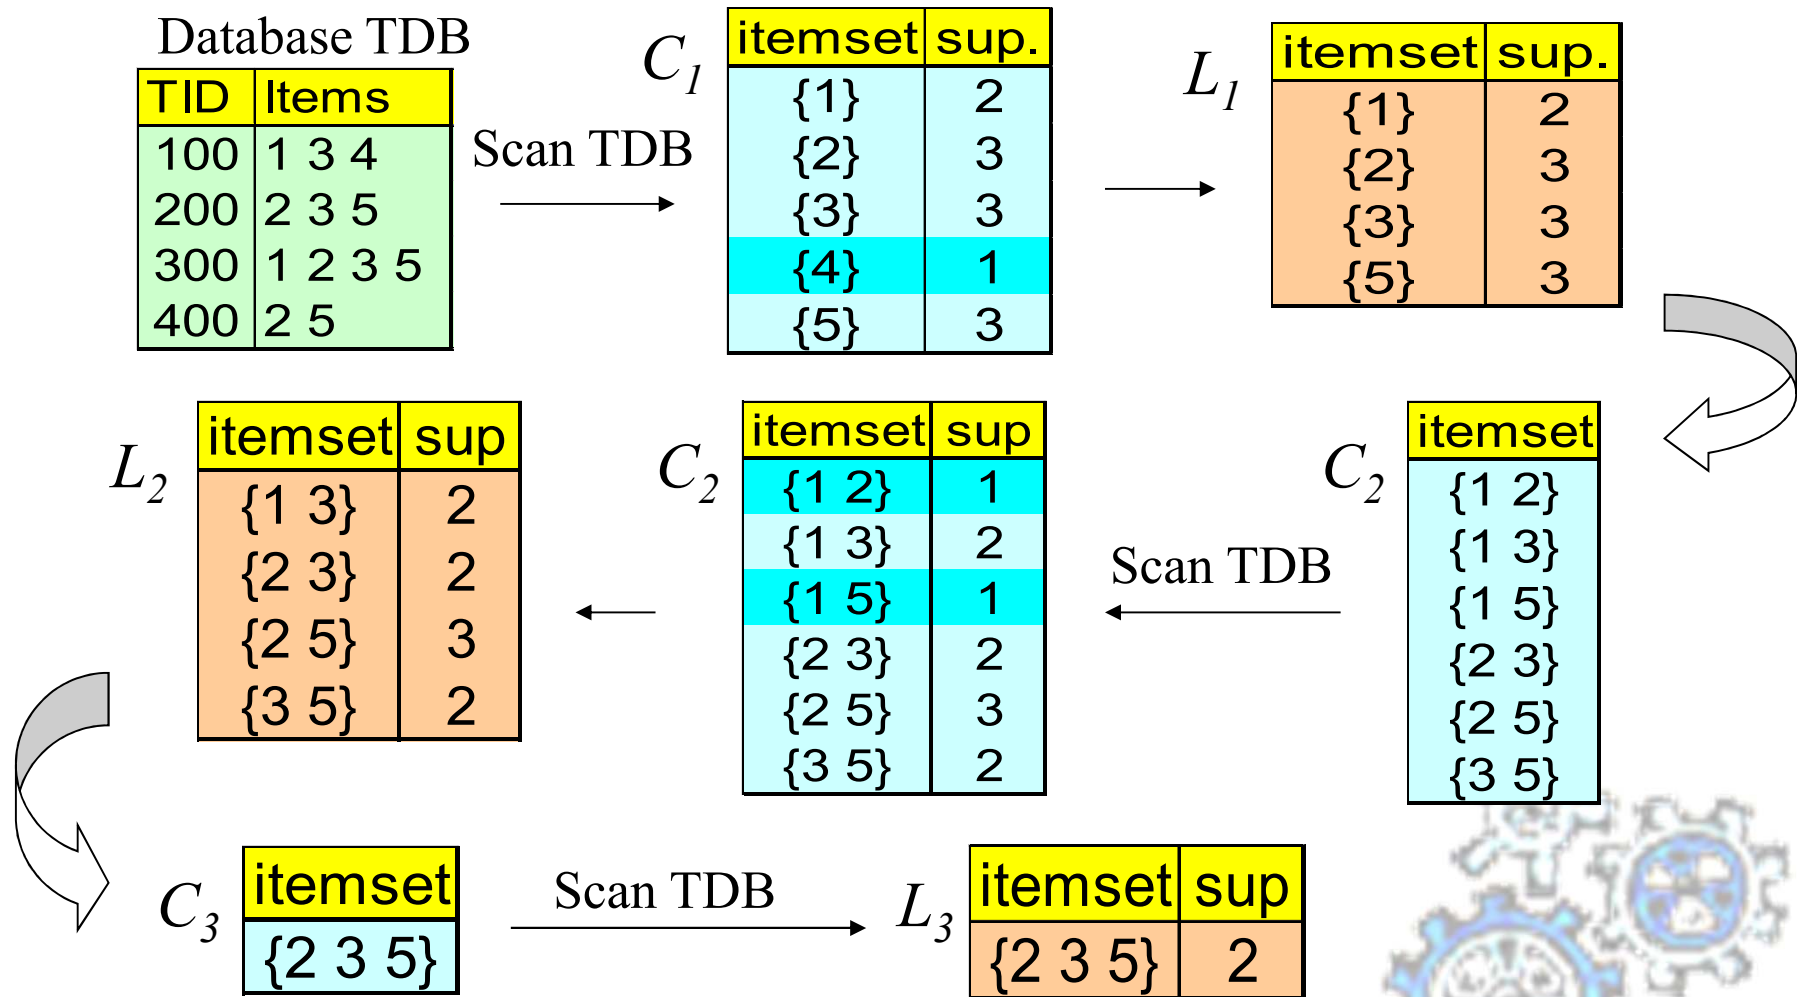 Database TDB
TID Items
100 1 3 4
200 2 3 5
300 1 2 3 5
400 2 5
Scan TDB
C1
itemset sup.
{1} 2
{2} 3
{3} 3
{4} 1
{5} 3
L1
itemset sup.
{1} 2
{2} 3
{3} 3
{5} 3
L2
itemset sup
{1 3} 2
{2 3} 2
{2 5} 3
{3 5} 2
C2
itemset sup
{1 2} 1
{1 3} 2
{1 5} 1
{2 3} 2
{2 5} 3
{3 5} 2
Scan TDB
C2
itemset
{1 2}
{1 3}
{1 5}
{2 3}
{2 5}
{3 5}
C3
itemset
{2 3 5}
Scan TDB
L3
itemset sup
{2 3 5} 2